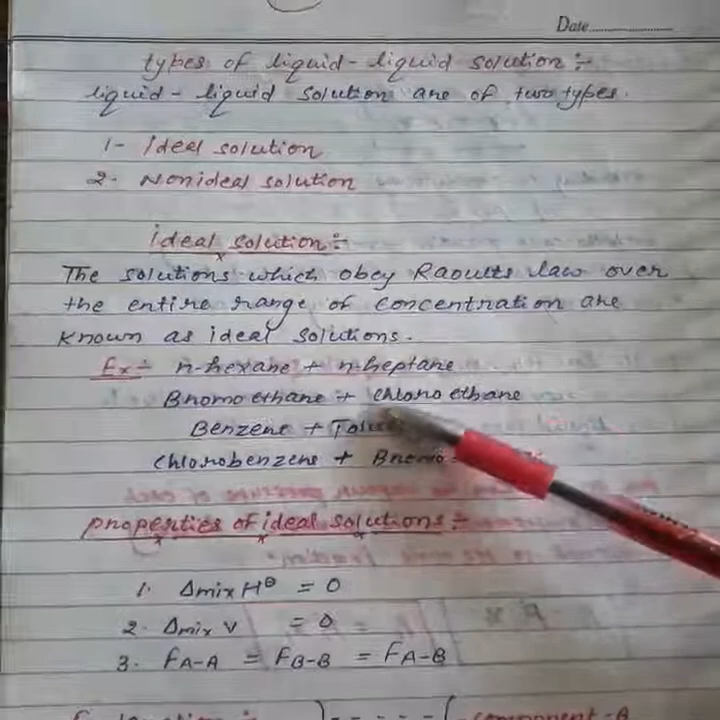 Date
types of liquid-liquid solution :-
liquid-liquid solution are of two types.
1- Ideal solution
2- Nonideal solution
ideal solution :-
The solutions which obey Raoults law over
the entire range of concentration are
known as ideal solutions.
Ex :- n-hexane + n-heptane
Bromo ethane + chloro ethane
Benzene +
Chlorobenzene + Bromo
properties of ideal solutions :-
1. ΔmixH⊖ = 0
2. Δmix V = 0
3. FA-A = FB-B = FA-B
component-B